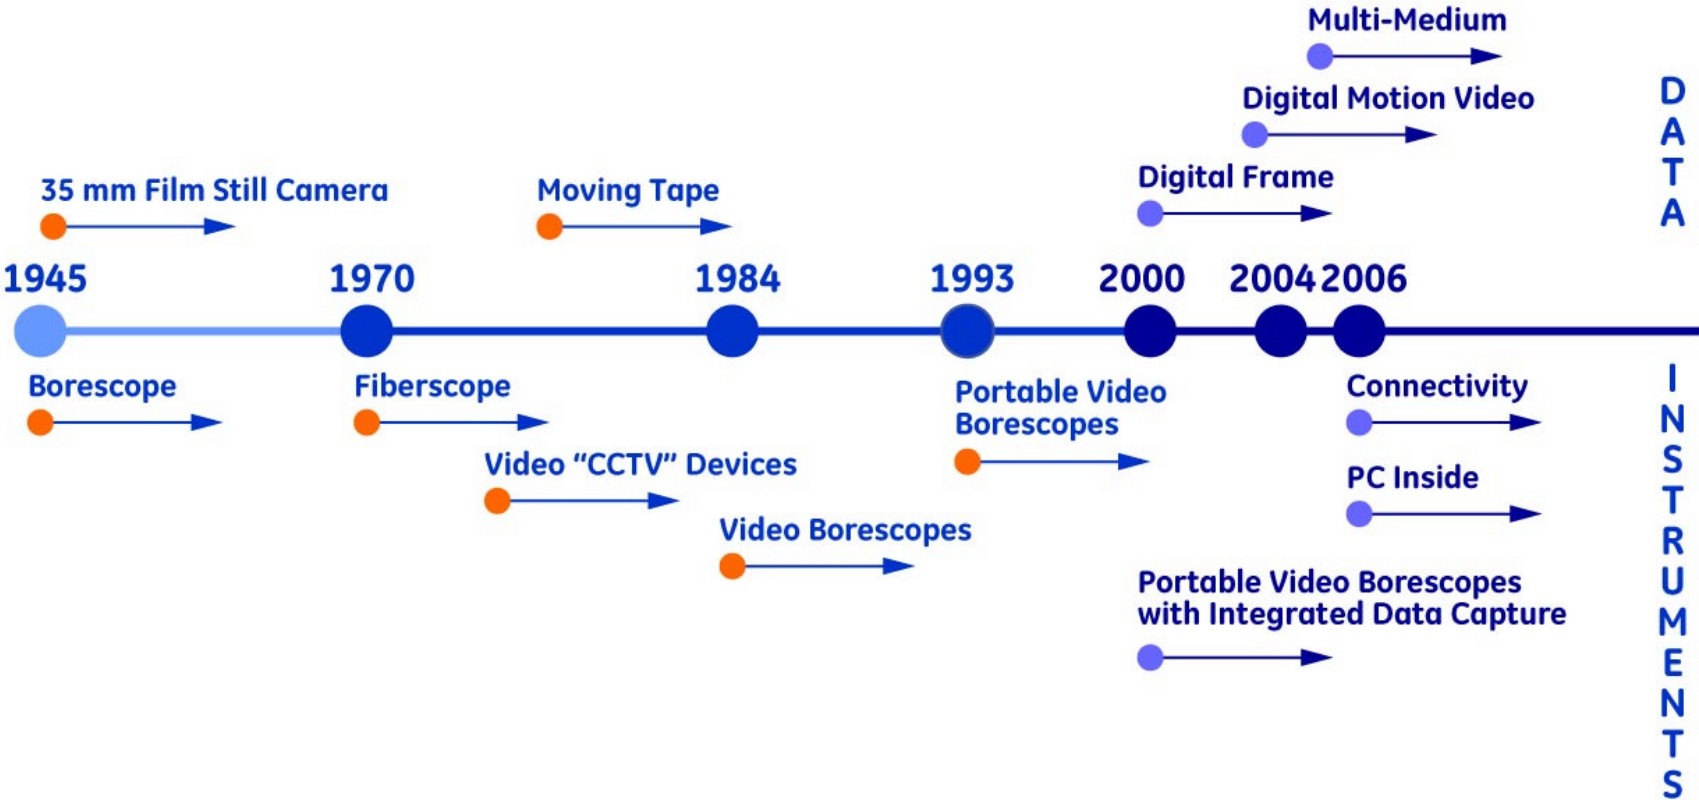 Multi-Medium
Digital Motion Video
Digital Frame
35 mm Film Still Camera
Moving Tape
DATA
1945
1970
1984
1993
2000
2004
2006
Borescope
Fiberscope
Video “CCTV” Devices
Video Borescopes
Portable Video
Borescopes
Connectivity
PC Inside
Portable Video Borescopes
with Integrated Data Capture
INSTRUMENTS